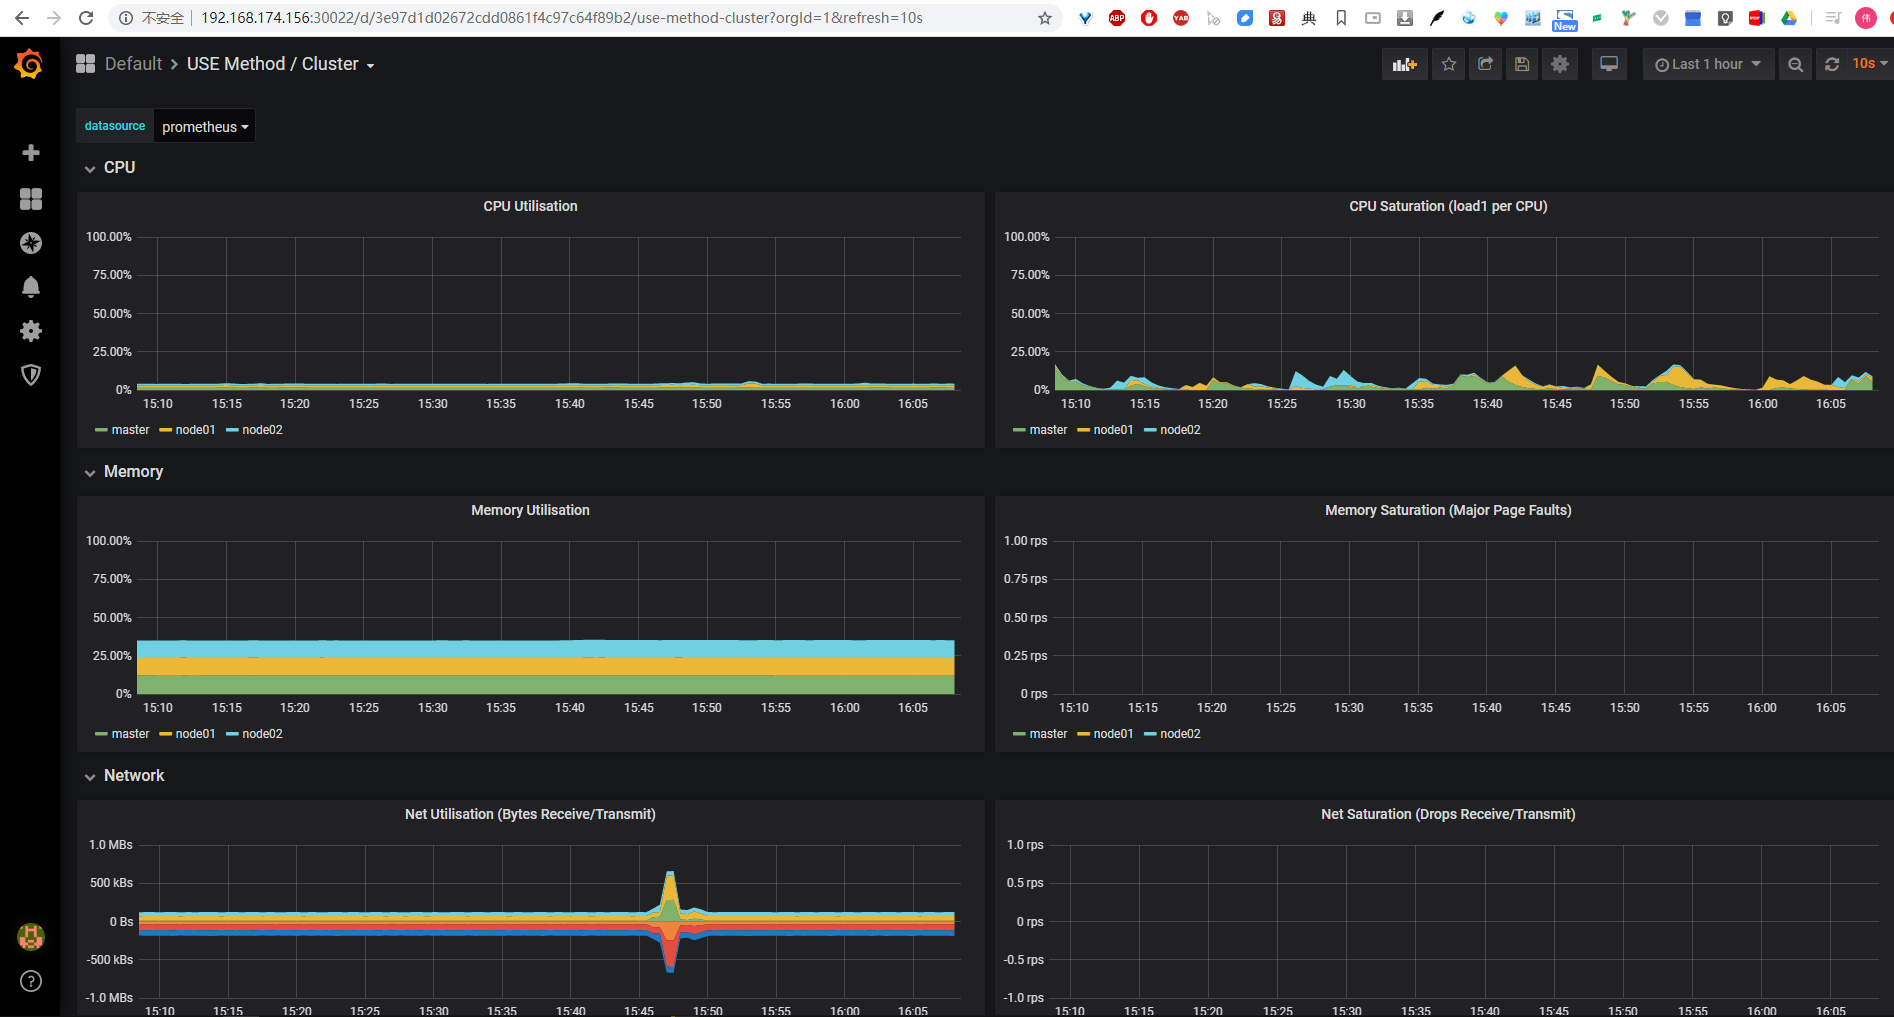 不安全 192.168.174.156:30022/d/3e97d1d02672cdd0861f4c97c64f89b2/use-method-cluster?orgId=1&refresh=10s
ABP YAB 典 New PDF 伟
Default > USE Method / Cluster
Last 1 hour 10s
datasource prometheus
CPU
CPU Utilisation
100.00%
75.00%
50.00%
25.00%
0%
15:10 15:15 15:20 15:25 15:30 15:35 15:40 15:45 15:50 15:55 16:00 16:05
master node01 node02
CPU Saturation (load1 per CPU)
100.00%
75.00%
50.00%
25.00%
0%
15:10 15:15 15:20 15:25 15:30 15:35 15:40 15:45 15:50 15:55 16:00 16:05
master node01 node02
Memory
Memory Utilisation
100.00%
75.00%
50.00%
25.00%
0%
15:10 15:15 15:20 15:25 15:30 15:35 15:40 15:45 15:50 15:55 16:00 16:05
master node01 node02
Memory Saturation (Major Page Faults)
1.00 rps
0.75 rps
0.50 rps
0.25 rps
0 rps
15:10 15:15 15:20 15:25 15:30 15:35 15:40 15:45 15:50 15:55 16:00 16:05
master node01 node02
Network
Net Utilisation (Bytes Receive/Transmit)
1.0 MBs
500 kBs
0 Bs
-500 kBs
-1.0 MBs
15:10 15:15 15:20 15:25 15:30 15:35 15:40 15:45 15:50 15:55 16:00 16:05
Net Saturation (Drops Receive/Transmit)
1.0 rps
0.5 rps
0 rps
-0.5 rps
-1.0 rps
15:10 15:15 15:20 15:25 15:30 15:35 15:40 15:45 15:50 15:55 16:00 16:05